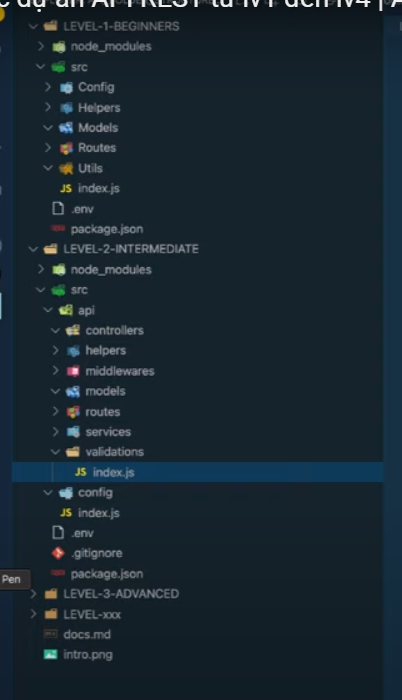 dự án API REST từ lv1 đến lv4 | A
LEVEL-1-BEGINNERS
node_modules
src
Config
Helpers
Models
Routes
Utils
JS index.js
.env
package.json
LEVEL-2-INTERMEDIATE
node_modules
src
api
controllers
helpers
middlewares
models
routes
services
validations
JS index.js
config
JS index.js
.env
.gitignore
Pen
package.json
LEVEL-3-ADVANCED
LEVEL-xxx
docs.md
intro.png